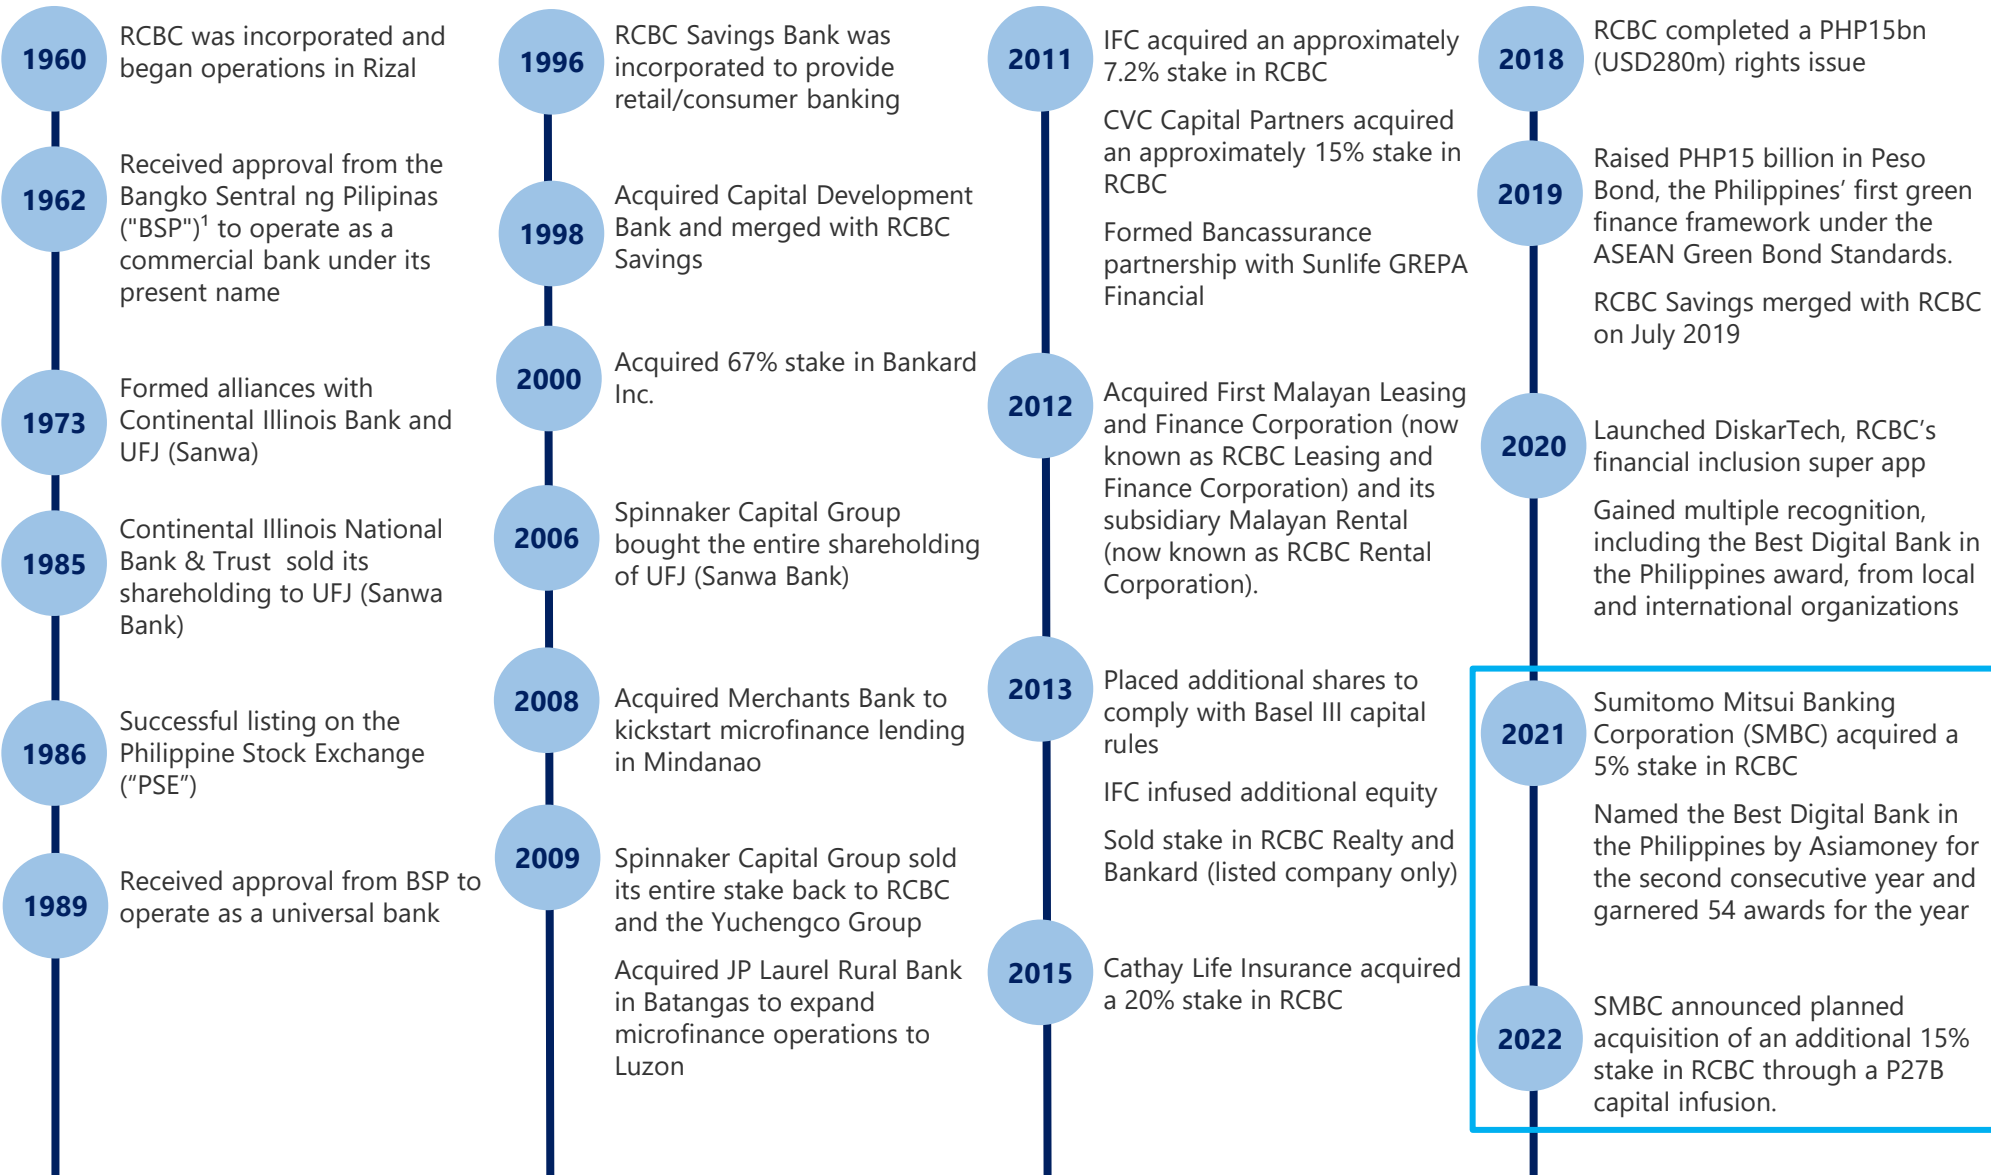 1960
RCBC was incorporated and
began operations in Rizal
1962
Received approval from the
Bangko Sentral ng Pilipinas
("BSP")¹ to operate as a
commercial bank under its
present name
1973
Formed alliances with
Continental Illinois Bank and
UFJ (Sanwa)
1985
Continental Illinois National
Bank & Trust  sold its
shareholding to UFJ (Sanwa
Bank)
1986
Successful listing on the
Philippine Stock Exchange
(“PSE”)
1989
Received approval from BSP to
operate as a universal bank
1996
RCBC Savings Bank was
incorporated to provide
retail/consumer banking
1998
Acquired Capital Development
Bank and merged with RCBC
Savings
2000
Acquired 67% stake in Bankard
Inc.
2006
Spinnaker Capital Group
bought the entire shareholding
of UFJ (Sanwa Bank)
2008
Acquired Merchants Bank to
kickstart microfinance lending
in Mindanao
2009
Spinnaker Capital Group sold
its entire stake back to RCBC
and the Yuchengco Group
Acquired JP Laurel Rural Bank
in Batangas to expand
microfinance operations to
Luzon
2011
IFC acquired an approximately
7.2% stake in RCBC
CVC Capital Partners acquired
an approximately 15% stake in
RCBC
Formed Bancassurance
partnership with Sunlife GREPA
Financial
2012
Acquired First Malayan Leasing
and Finance Corporation (now
known as RCBC Leasing and
Finance Corporation) and its
subsidiary Malayan Rental
(now known as RCBC Rental
Corporation).
2013
Placed additional shares to
comply with Basel III capital
rules
IFC infused additional equity
Sold stake in RCBC Realty and
Bankard (listed company only)
2015
Cathay Life Insurance acquired
a 20% stake in RCBC
2018
RCBC completed a PHP15bn
(USD280m) rights issue
2019
Raised PHP15 billion in Peso
Bond, the Philippines’ first green
finance framework under the
ASEAN Green Bond Standards.
RCBC Savings merged with RCBC
on July 2019
2020
Launched DiskarTech, RCBC’s
financial inclusion super app
Gained multiple recognition,
including the Best Digital Bank in
the Philippines award, from local
and international organizations
2021
Sumitomo Mitsui Banking
Corporation (SMBC) acquired a
5% stake in RCBC
Named the Best Digital Bank in
the Philippines by Asiamoney for
the second consecutive year and
garnered 54 awards for the year
2022
SMBC announced planned
acquisition of an additional 15%
stake in RCBC through a P27B
capital infusion.